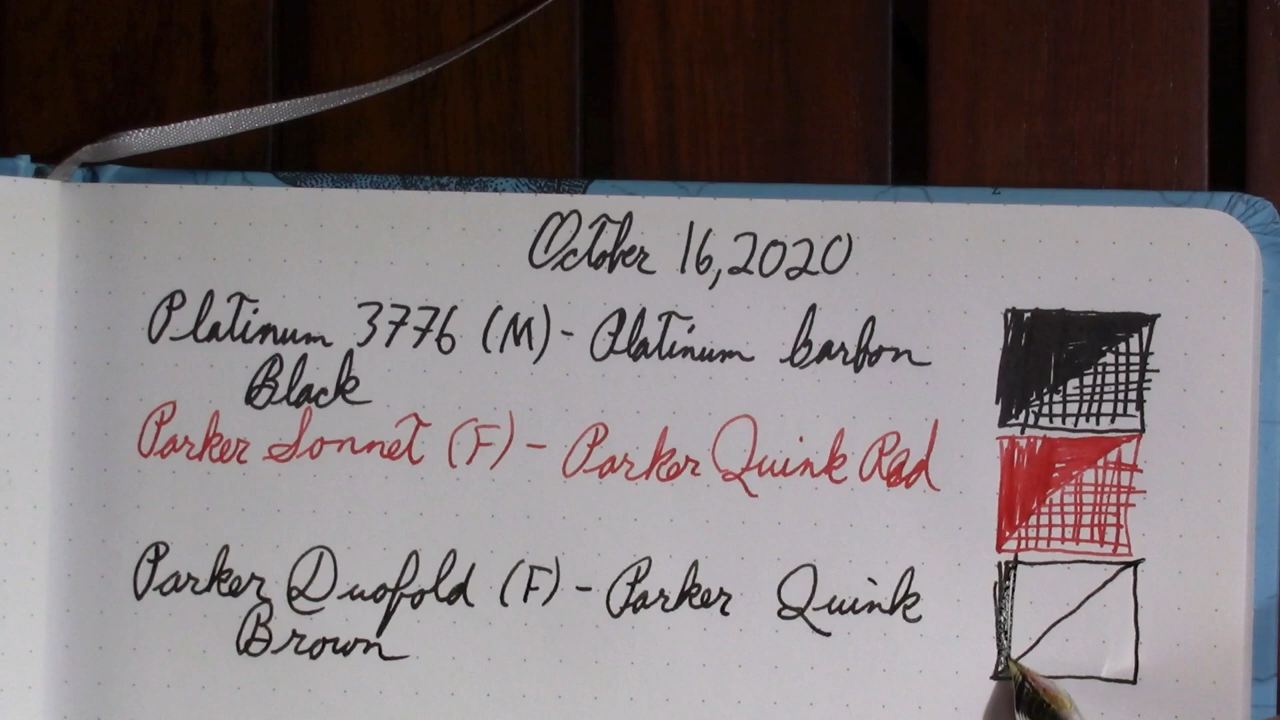 October 16, 2020
Platinum 3776 (M) - Platinum Carbon
Black
Parker Sonnet (F) - Parker Quink Red
Parker Duofold (F) - Parker Quink
Brown